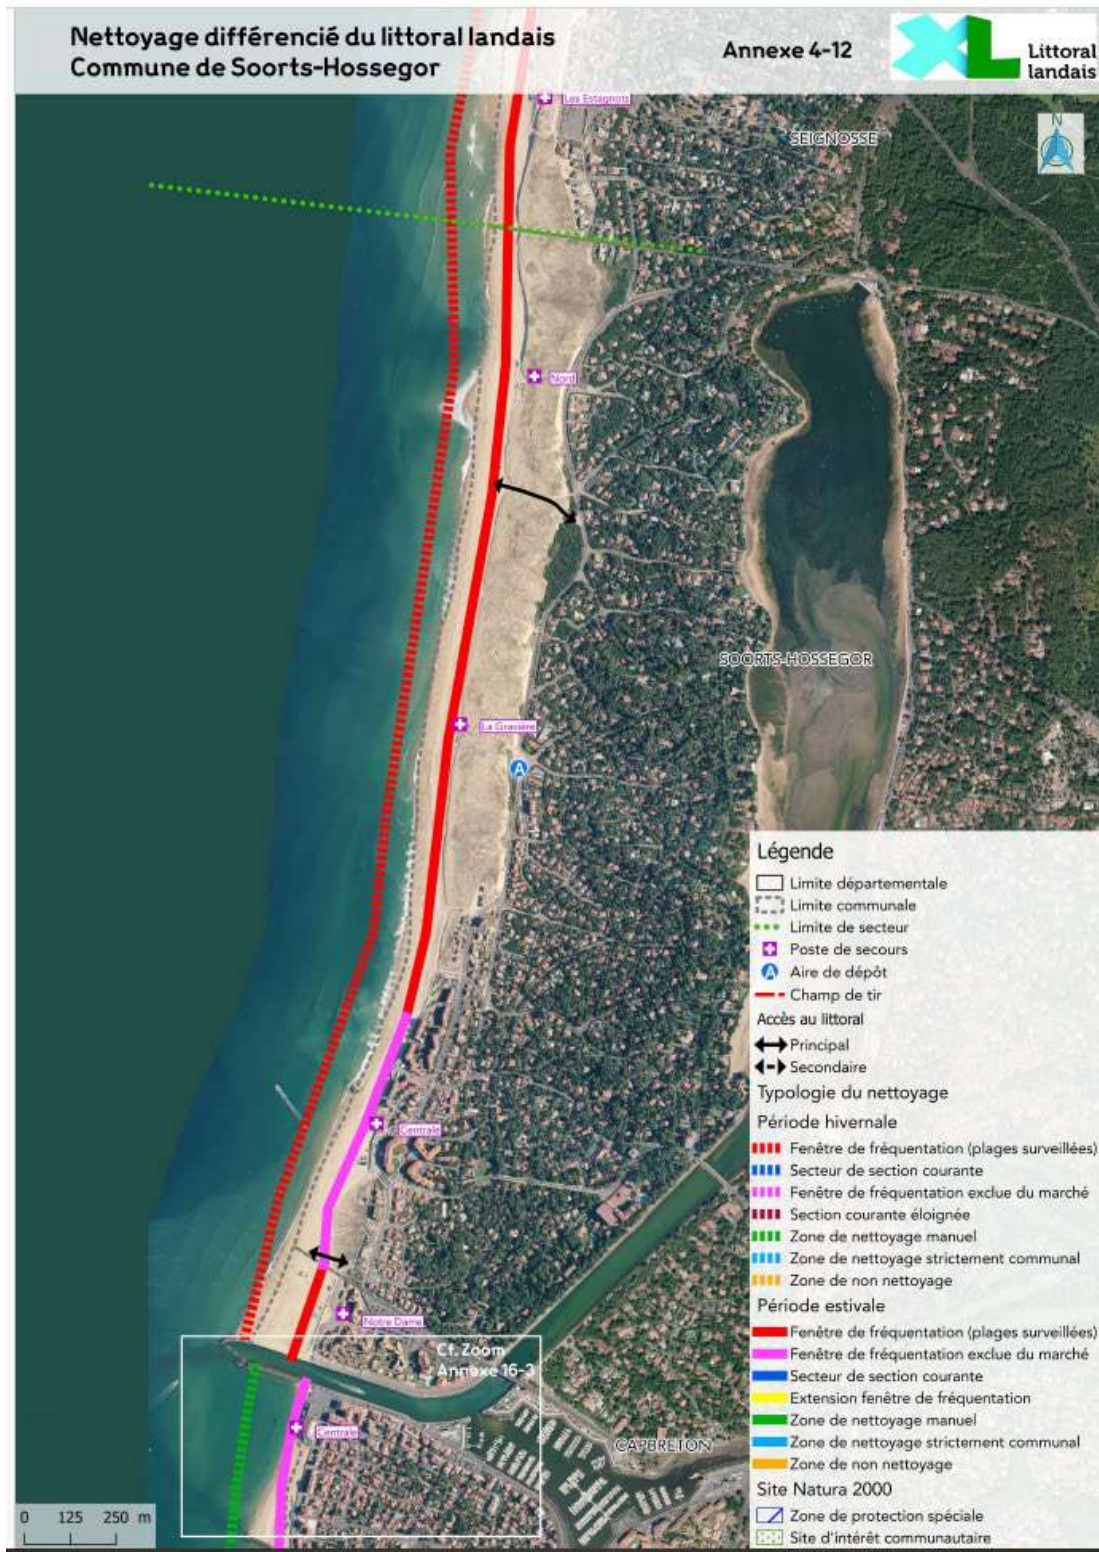 Nettoyage différencié du littoral landais
Commune de Soorts-Hossegor
Annexe 4-12
XL
Littoral
landais
Les Estagnots
SEIGNOSSE
N
Nord
SOORTS-HOSSEGOR
La Gravière
A
Centrale
Notre Dame
Cf. Zoom
Annexe 16-3
Centrale
CAPBRETON
0 125 250 m
Légende
Limite départementale
Limite communale
Limite de secteur
Poste de secours
A Aire de dépôt
Champ de tir
Accès au littoral
Principal
Secondaire
Typologie du nettoyage
Période hivernale
Fenêtre de fréquentation (plages surveillées)
Secteur de section courante
Fenêtre de fréquentation exclue du marché
Section courante éloignée
Zone de nettoyage manuel
Zone de nettoyage strictement communal
Zone de non nettoyage
Période estivale
Fenêtre de fréquentation (plages surveillées)
Fenêtre de fréquentation exclue du marché
Secteur de section courante
Extension fenêtre de fréquentation
Zone de nettoyage manuel
Zone de nettoyage strictement communal
Zone de non nettoyage
Site Natura 2000
Zone de protection spéciale
Site d'intérêt communautaire